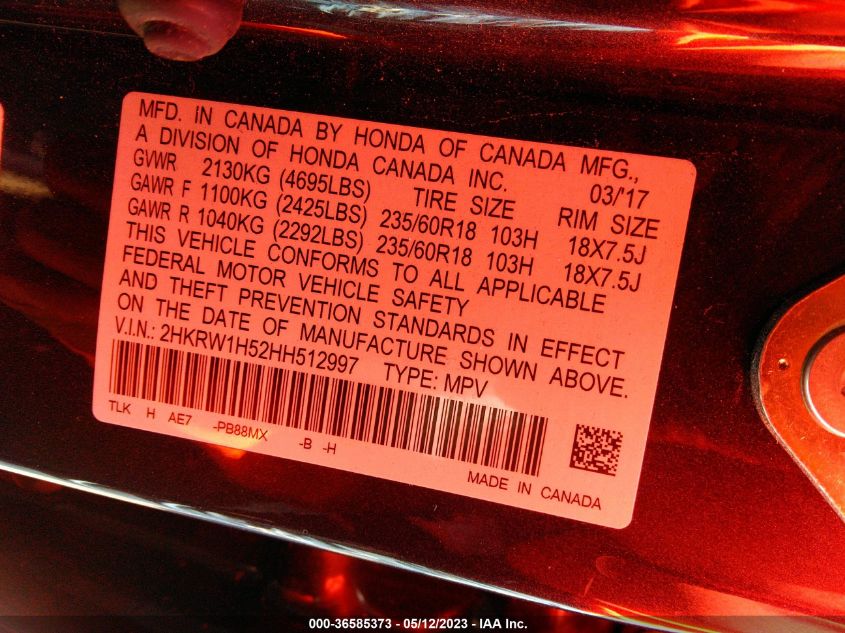 MFD. IN CANADA BY HONDA OF CANADA MFG.,
A DIVISION OF HONDA CANADA INC. 03/'17
GVWR 2130KG (4695LBS) TIRE SIZE RIM SIZE
GAWR F 1100KG (2425LBS) 235/60R18 103H 18X7.5J
GAWR R 1040KG (2292LBS) 235/60R18 103H 18X7.5J
THIS VEHICLE CONFORMS TO ALL APPLICABLE
FEDERAL MOTOR VEHICLE SAFETY
AND THEFT PREVENTION STANDARDS IN EFFECT
ON THE DATE OF MANUFACTURE SHOWN ABOVE.
V.I.N.: 2HKRW1H52HH512997 TYPE: MPV
TLK H AE7 -PB88MX -B -H
MADE IN CANADA
000-36585373 - 05/12/2023 - IAA Inc.